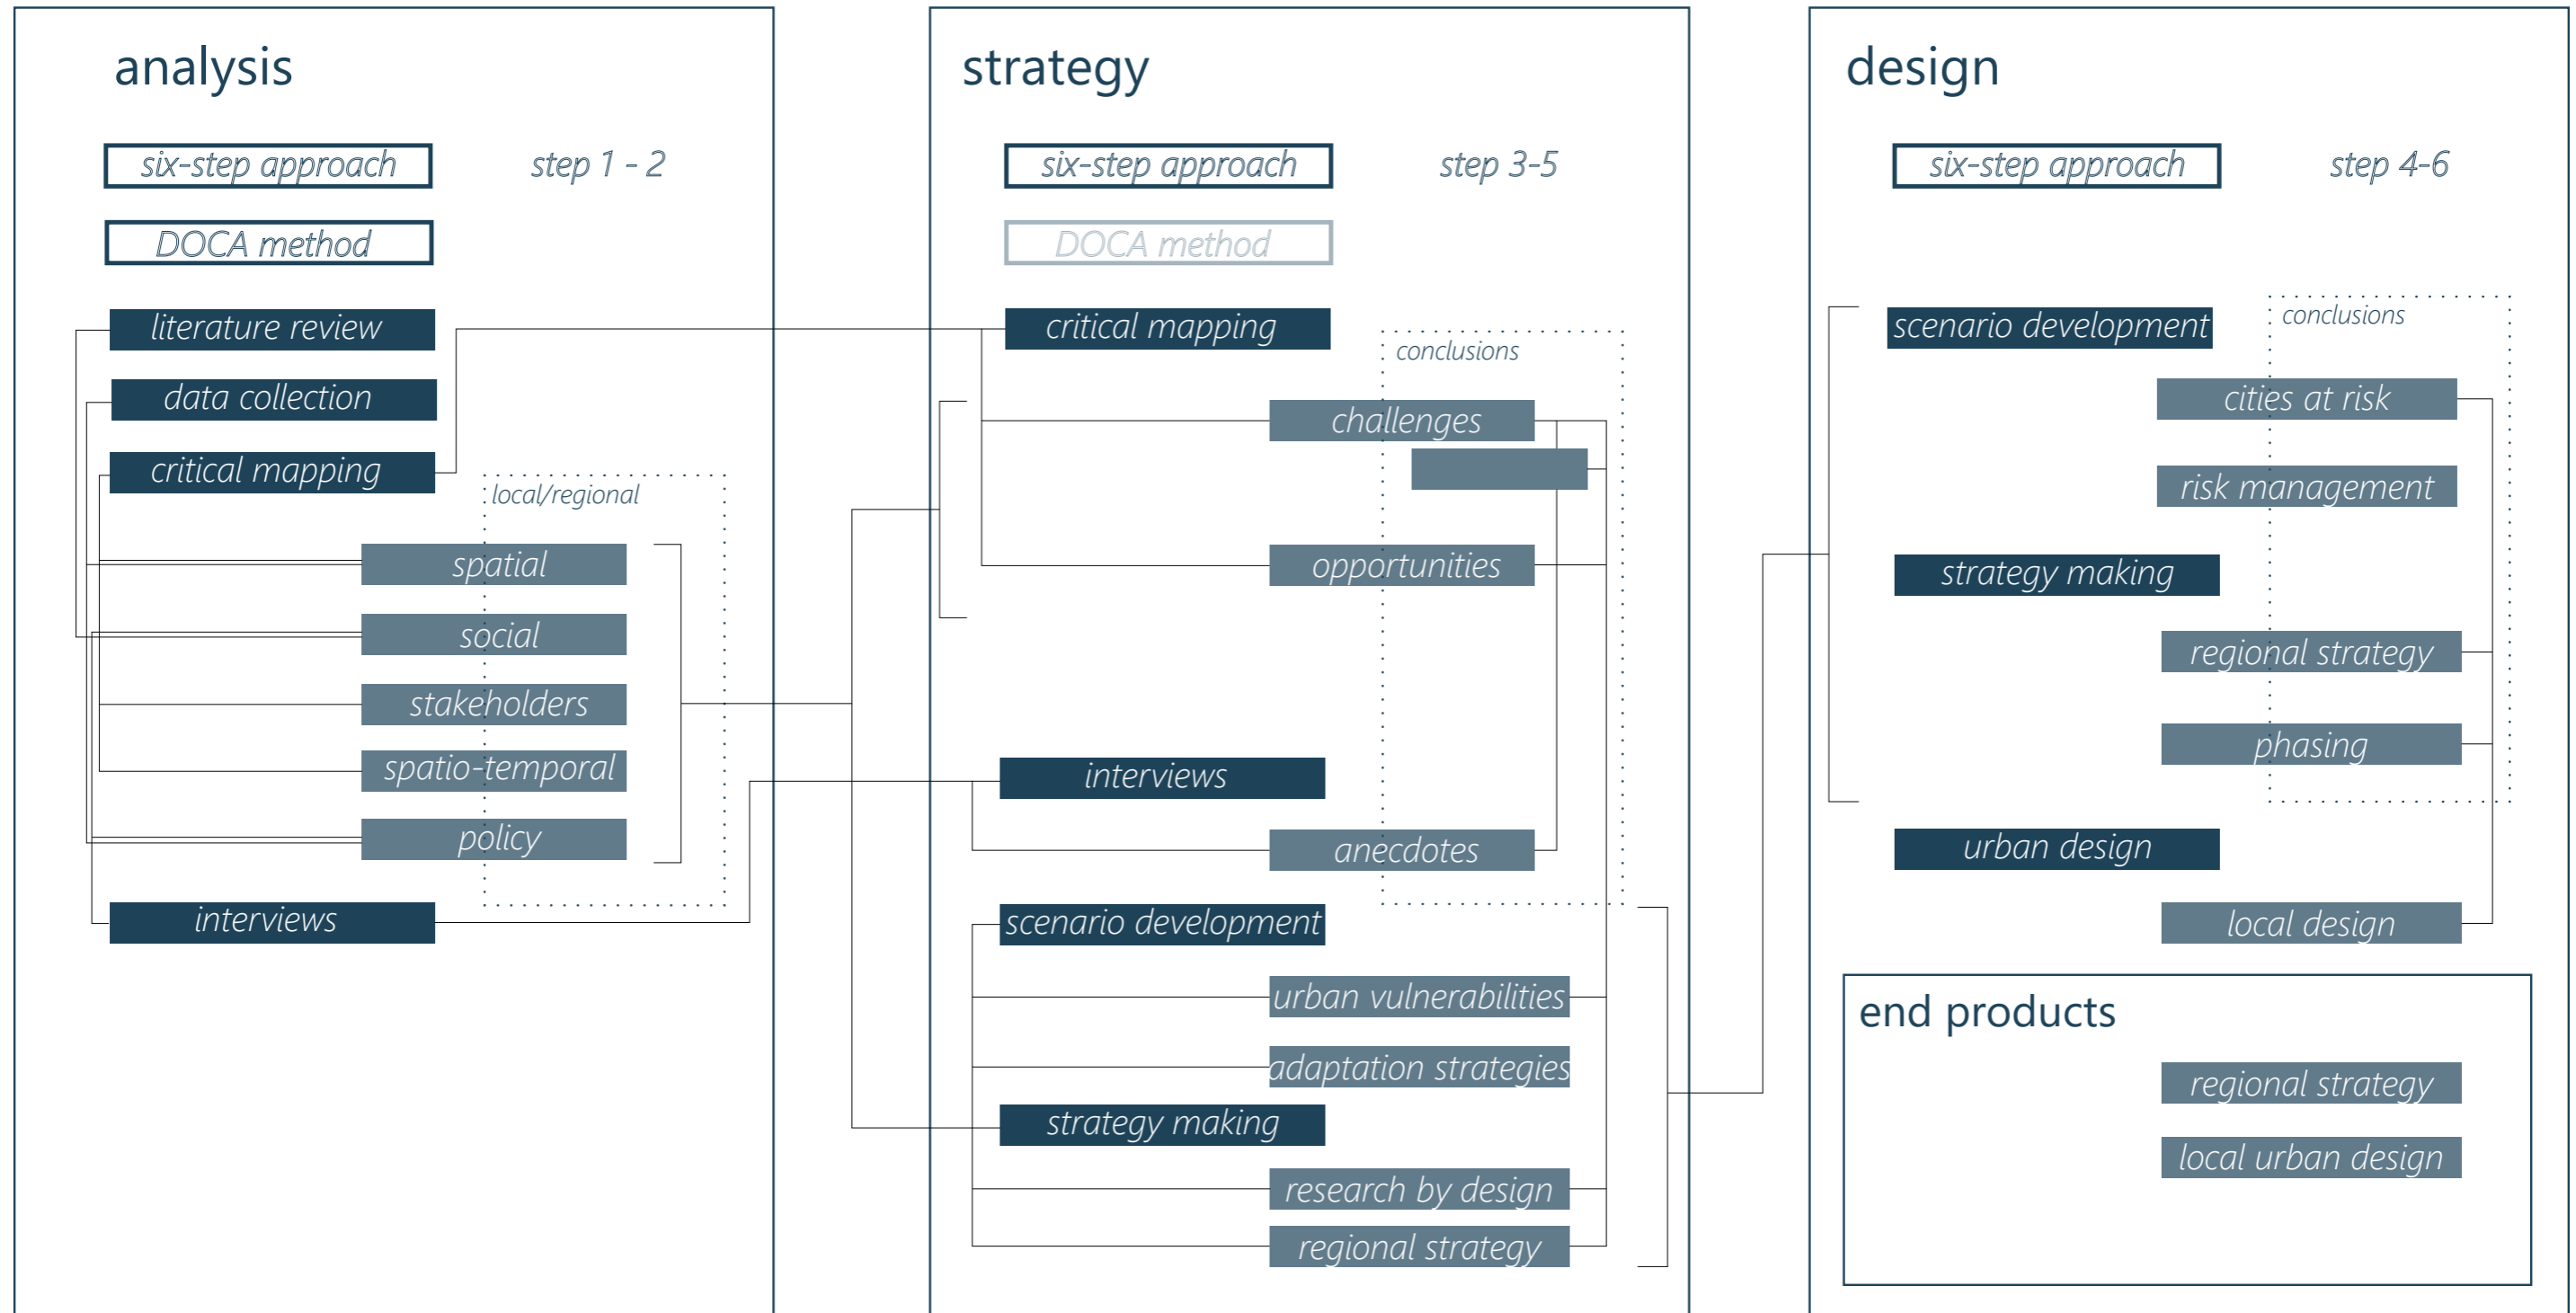 analysis
six-step approach
step 1 - 2
DOCA method
literature review
data collection
critical mapping
local/regional
spatial
social
stakeholders
spatio-temporal
policy
interviews
strategy
six-step approach
step 3-5
DOCA method
critical mapping
conclusions
challenges
opportunities
interviews
anecdotes
scenario development
urban vulnerabilities
adaptation strategies
strategy making
research by design
regional strategy
design
six-step approach
step 4-6
scenario development
conclusions
cities at risk
risk management
strategy making
regional strategy
phasing
urban design
local design
end products
regional strategy
local urban design